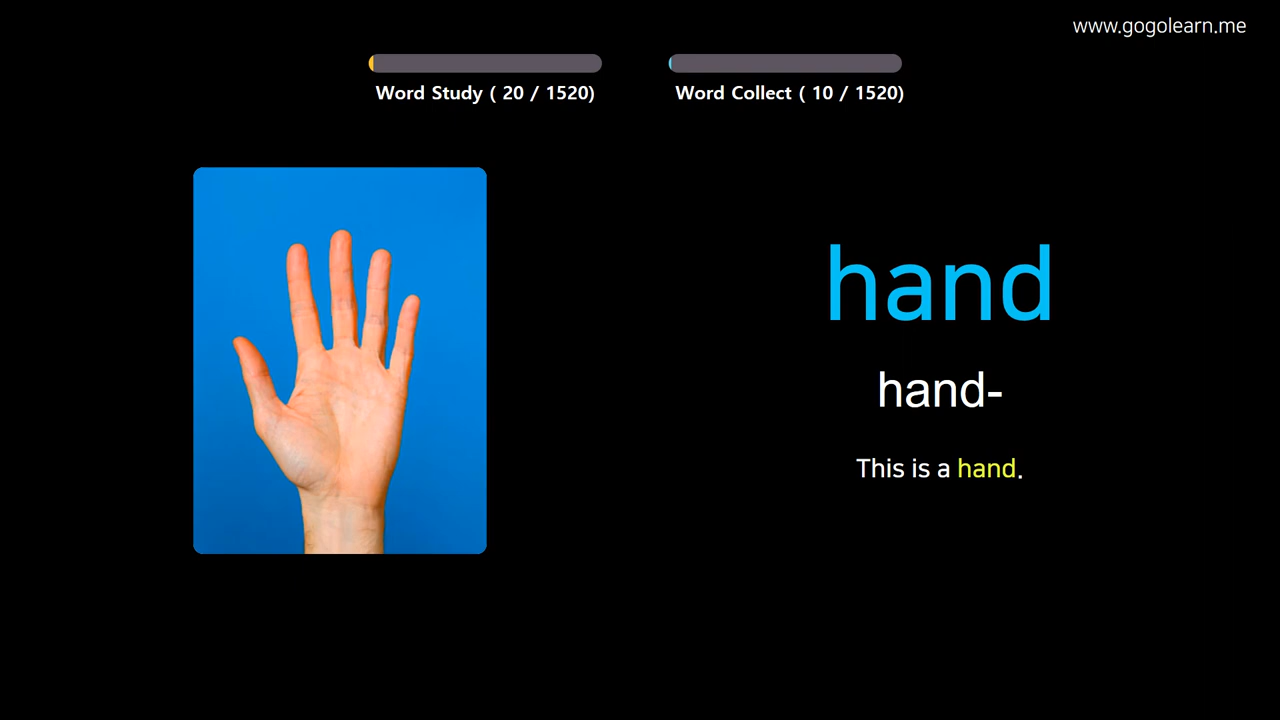 www.gogolearn.me
Word Study ( 20 / 1520)
Word Collect ( 10 / 1520)
hand
hand-
This is a hand.